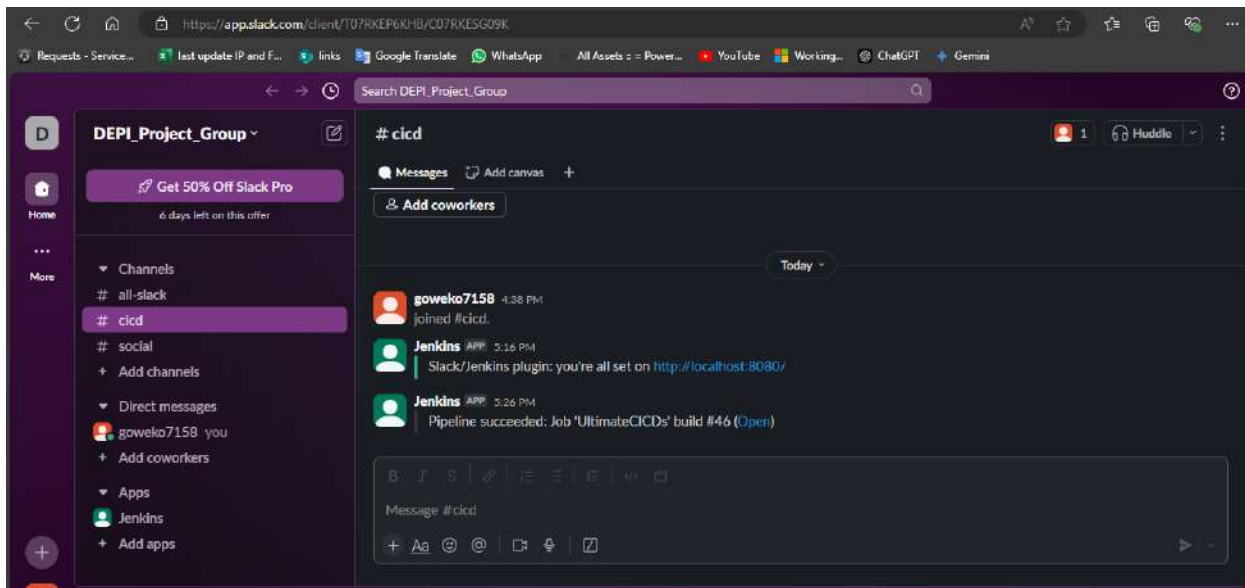 https://app.slack.com/client/T07RKEP6KHB/C07RKESG09K
Requests - Service... last update IP and F... links Google Translate WhatsApp All Assets :: = Power... YouTube Working... ChatGPT Gemini
Search DEPI_Project_Group
D
DEPI_Project_Group
# cicd
1
Huddle
Messages Add canvas +
Get 50% Off Slack Pro
6 days left on this offer
Add coworkers
Home
More
Today
Channels
# all-slack
# cicd
# social
+ Add channels
Direct messages
goweko7158 you
+ Add coworkers
Apps
Jenkins
+ Add apps
goweko7158 4:38 PM
joined #cicd.
Jenkins APP 5:16 PM
Slack/Jenkins plugin: you're all set on http://localhost:8080/
Jenkins APP 5:26 PM
Pipeline succeeded: Job 'UltimateCICDs' build #46 (Open)
B I S
Message #cicd
+ Aa @